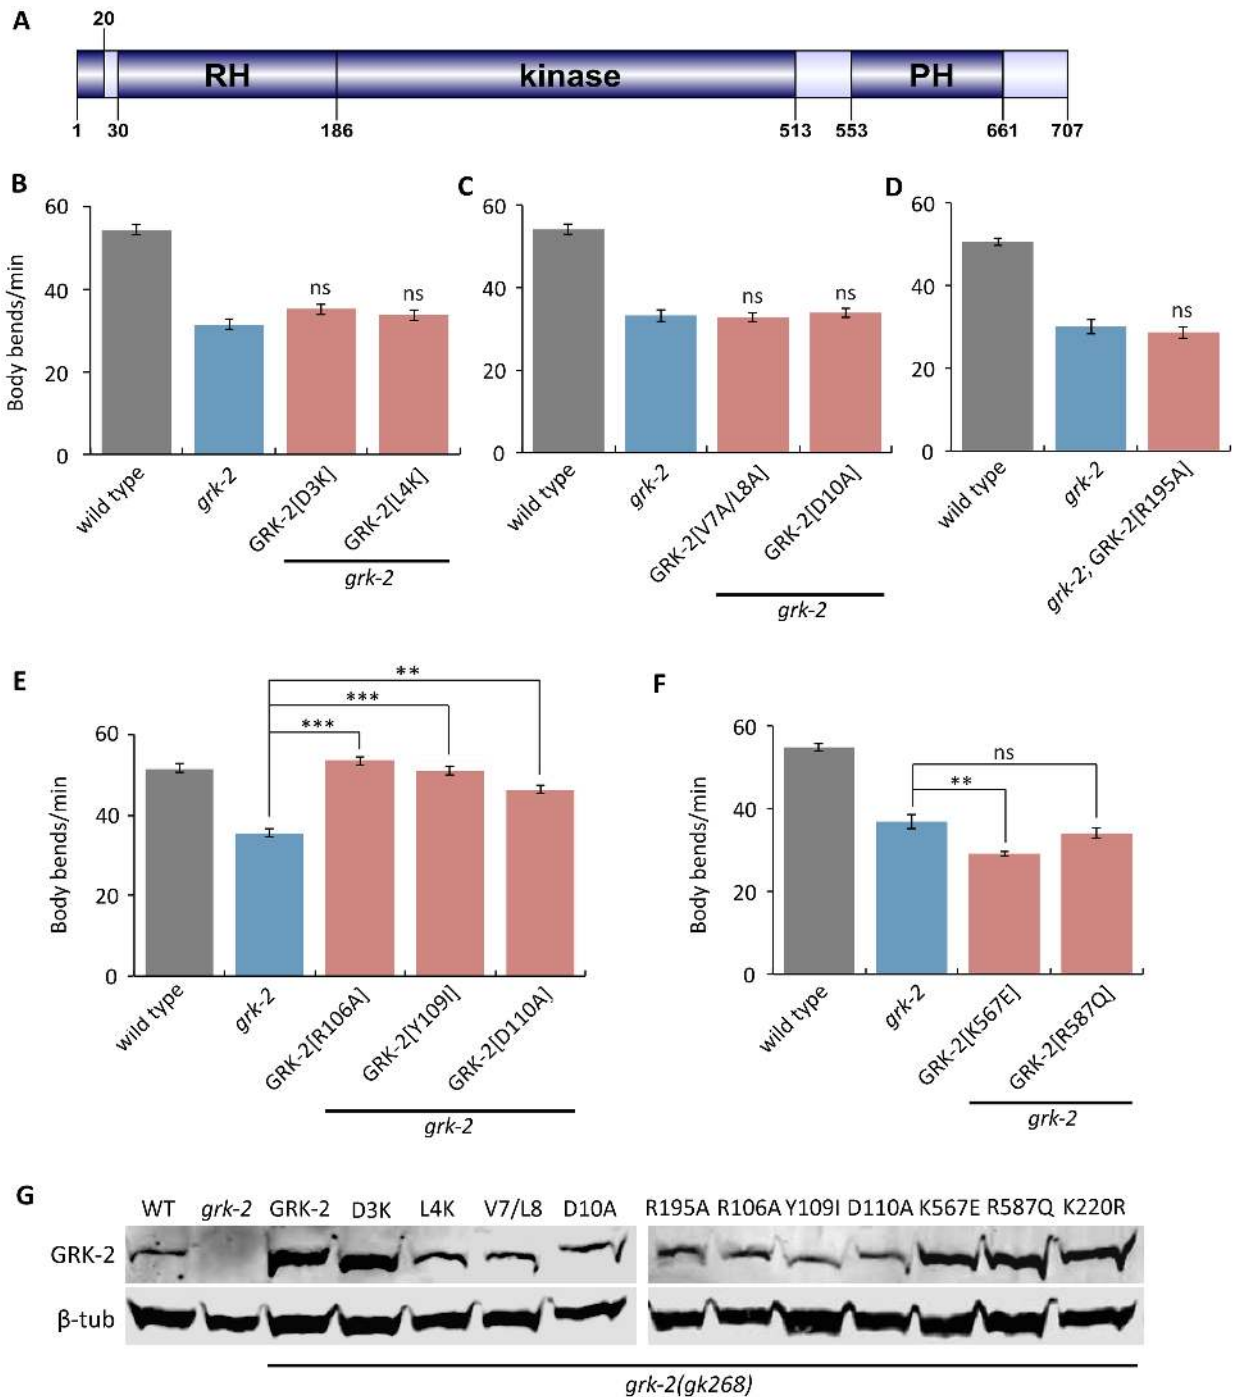 A
20
RH kinase PH
1 30 186 513 553 661 707
B
Body bends/min
60
40
20
0
ns ns
wild type
grk-2
GRK-2[D3K]
GRK-2[L4K]
grk-2
C
60
40
20
0
ns ns
wild type
grk-2
GRK-2[V7A/L8A]
GRK-2[D10A]
grk-2
D
60
40
20
0
ns
wild type
grk-2
grk-2; GRK-2[R195A]
E
Body bends/min
60
40
20
0
**
***
***
wild type
grk-2
GRK-2[R106A]
GRK-2[Y109I]
GRK-2[D110A]
grk-2
F
Body bends/min
60
40
20
0
ns
**
wild type
grk-2
GRK-2[K567E]
GRK-2[R587Q]
grk-2
G
WT grk-2 GRK-2 D3K L4K V7/L8 D10A R195A R106A Y109I D110A K567E R587Q K220R
GRK-2
β-tub
grk-2(gk268)